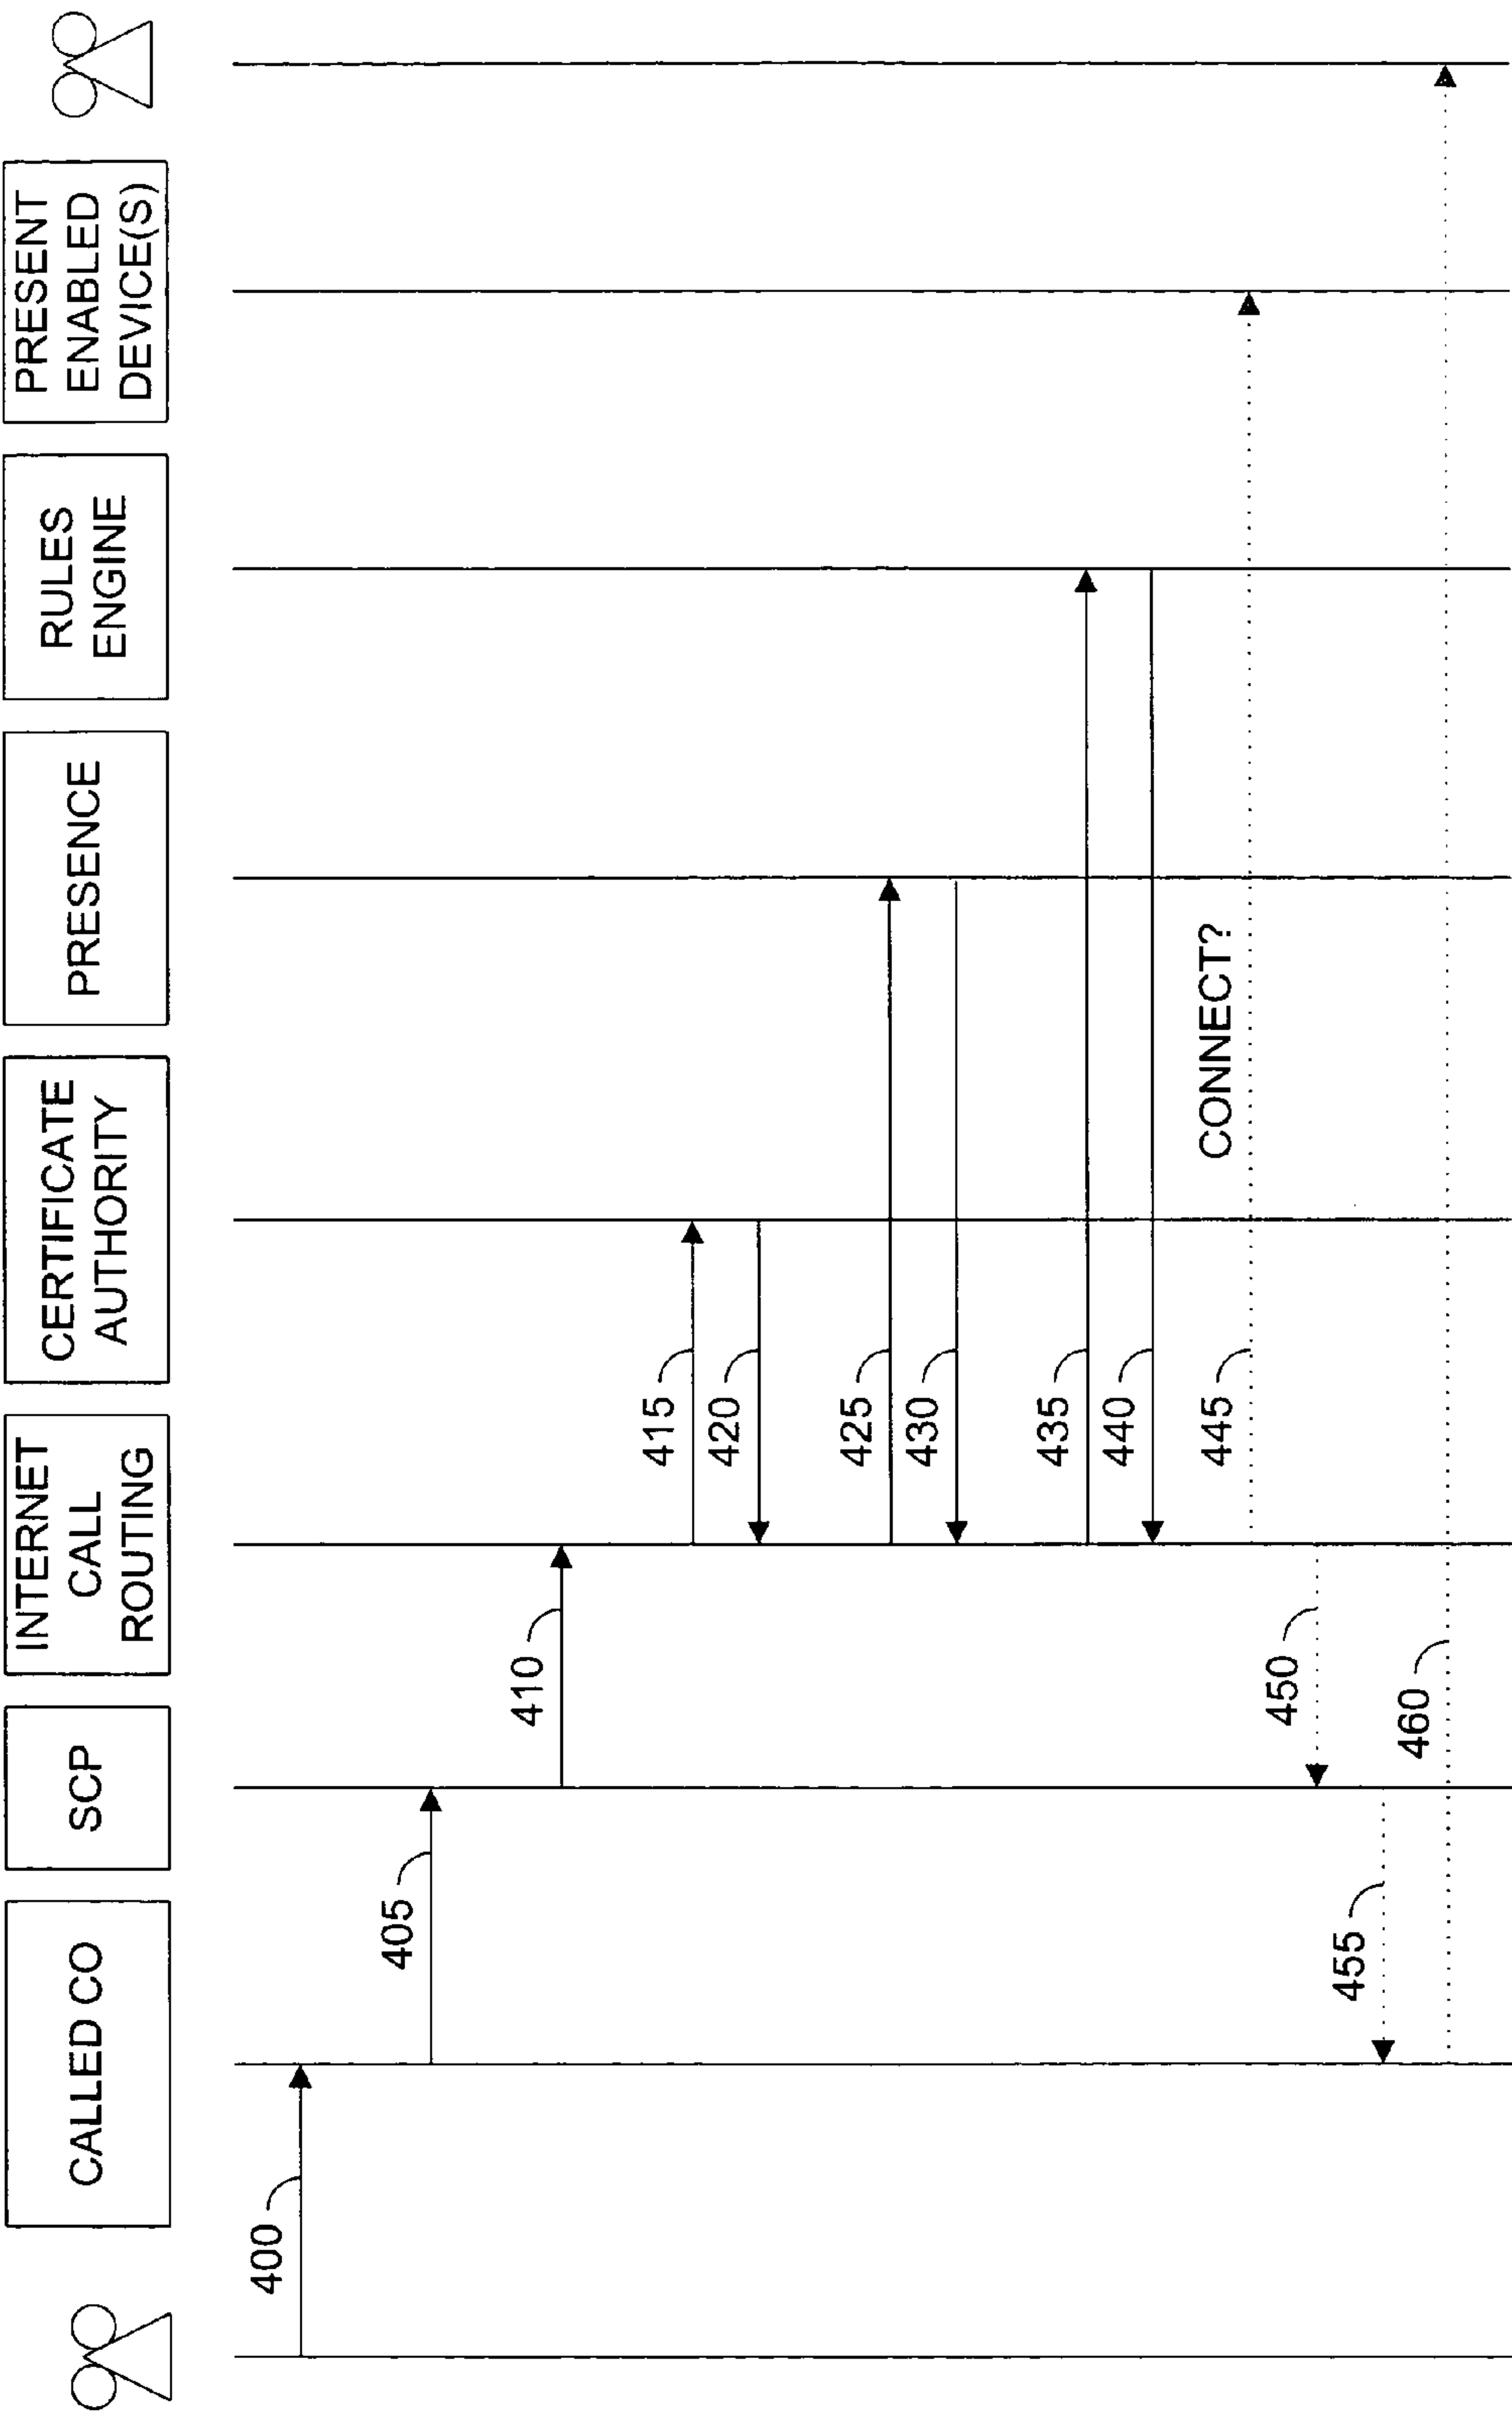 CALLED CO
SCP
INTERNET
CALL
ROUTING
CERTIFICATE
AUTHORITY
PRESENCE
RULES
ENGINE
PRESENT
ENABLED
DEVICE(S)
400
405
410
415
420
425
430
435
440
CONNECT?
445
450
455
460